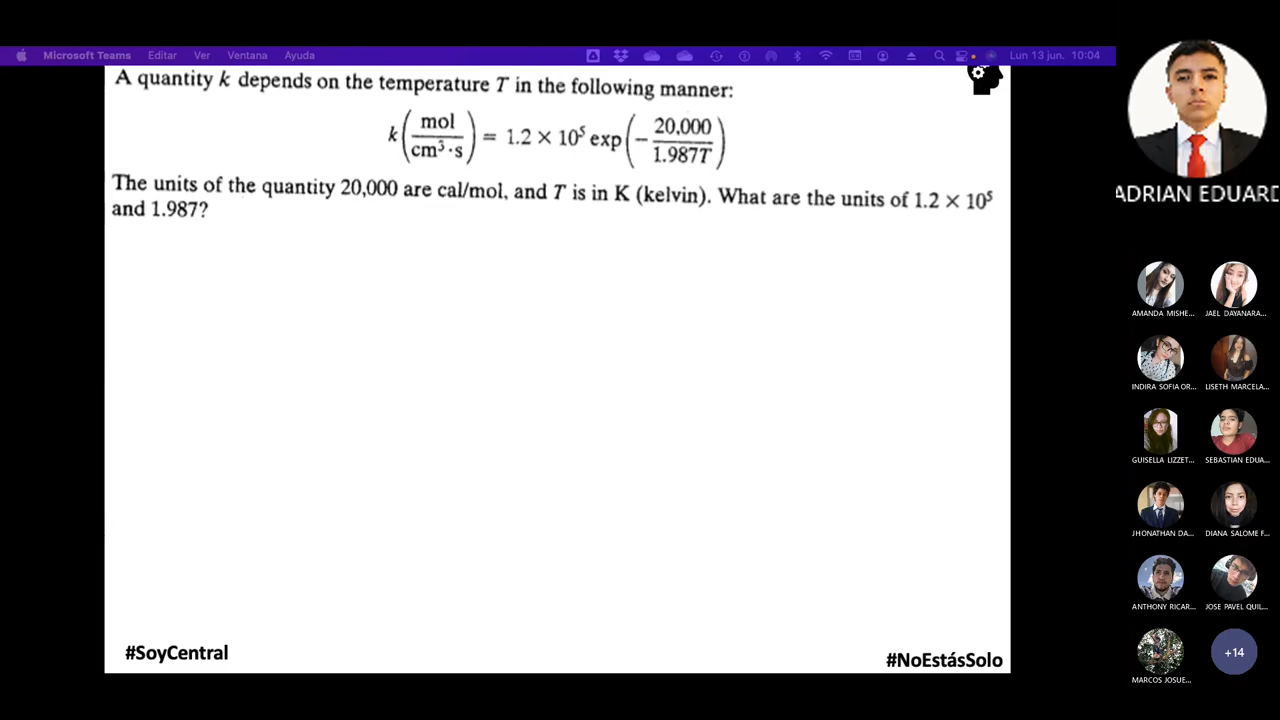 Microsoft Teams Editar Ver Ventana Ayuda Lun 13 jun. 10:04
A quantity k depends on the temperature T in the following manner:
k(mol/cm³·s) = 1.2 × 10⁵ exp(−20,000/1.987T)
The units of the quantity 20,000 are cal/mol, and T is in K (kelvin). What are the units of 1.2 × 10⁵
and 1.987?
#SoyCentral
#NoEstásSolo
ADRIAN EDUARD
AMANDA MISHE... JAEL DAYANARA...
INDIRA SOFIA OR... LISETH MARCELA...
GUISELLA LIZZET... SEBASTIAN EDUA...
JHONATHAN DA... DIANA SALOME F...
ANTHONY RICAR... JOSE PAVEL QUIL...
MARCOS JOSUE... +14